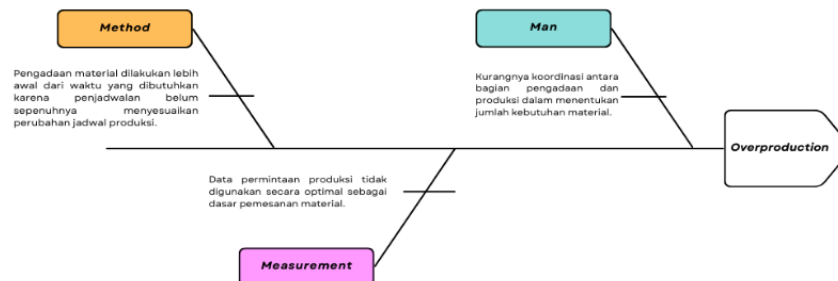 Method
Man
Pengadaan material dilakukan lebih
awal dari waktu yang dibutuhkan
karena penjadwalan belum
sepenuhnya menyesuaikan
perubahan jadwal produksi.
Kurangnya koordinasi antara
bagian pengadaan dan
produksi dalam menentukan
jumlah kebutuhan material.
Overproduction
Data permintaan produksi tidak
digunakan secara optimal sebagai
dasar pemesanan material.
Measurement